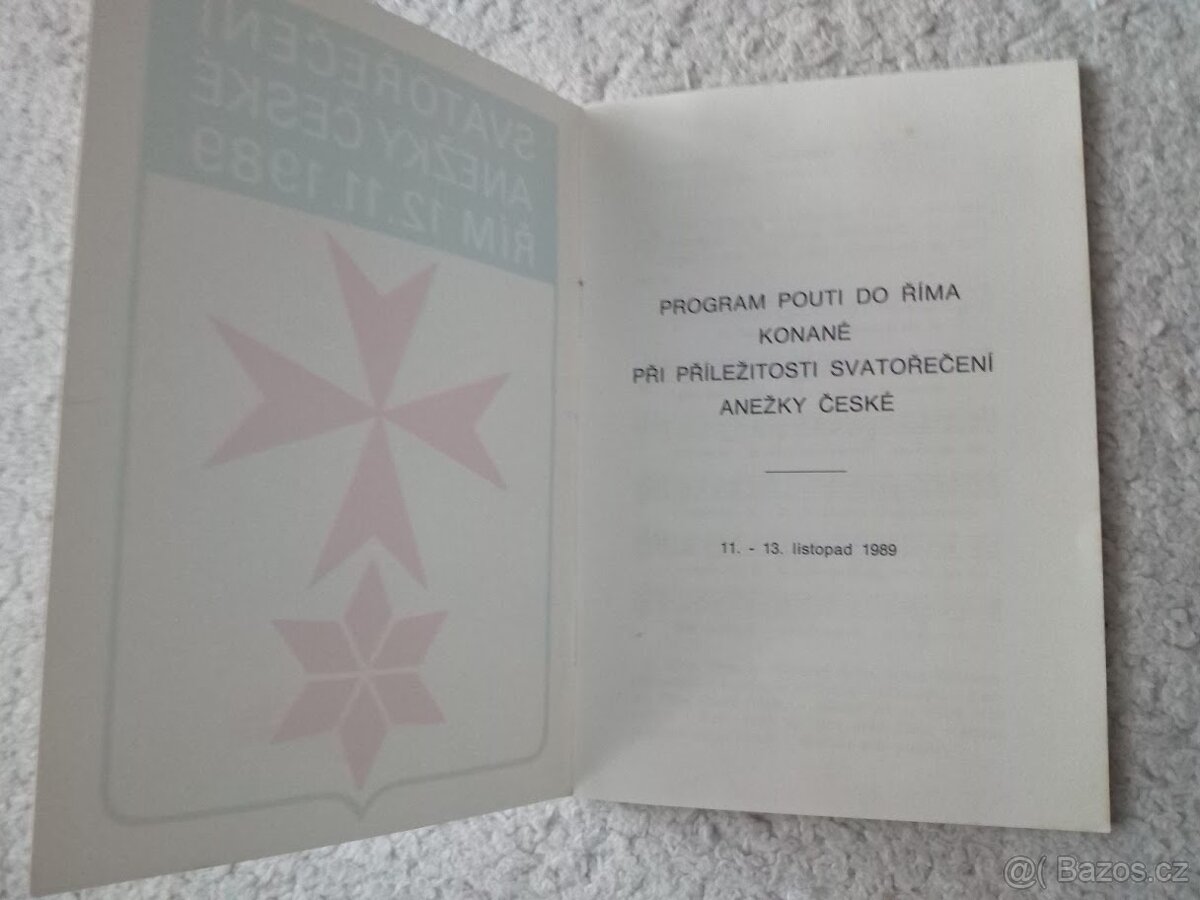 SVATOŘEČENÍ
ANEŽKY ČESKÉ
ŘÍM 12.11.1989
PROGRAM POUTI DO ŘÍMA
KONANÉ
PŘI PŘÍLEŽITOSTI SVATOŘEČENÍ
ANEŽKY ČESKÉ
11. - 13. listopad 1989
@( Bazos.cz